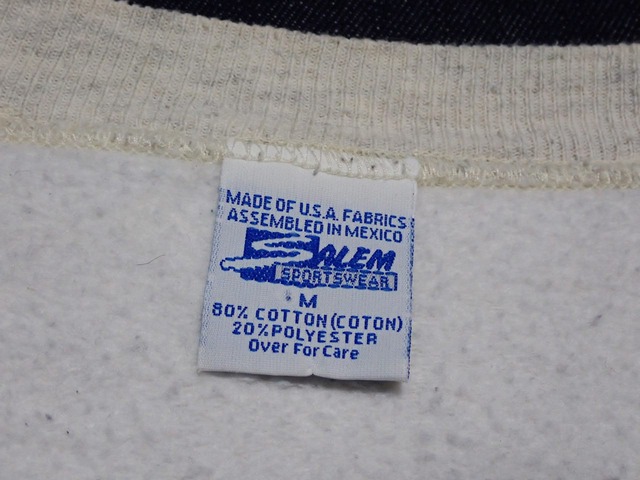 MADE OF U.S.A. FABRICS
ASSEMBLED IN MEXICO
SALEM
SPORTSWEAR
M
80% COTTON (COTON)
20% POLYESTER
Over For Care